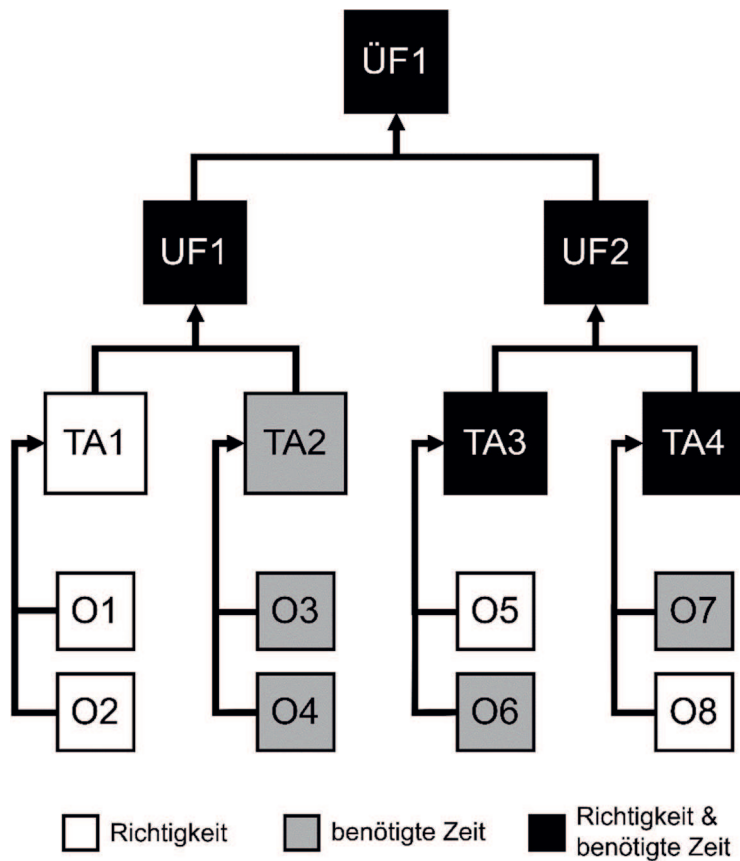 ÜF1
UF1
UF2
TA1
TA2
TA3
TA4
O1
O3
O5
O7
O2
O4
O6
O8
Richtigkeit
benötigte Zeit
Richtigkeit &
benötigte Zeit